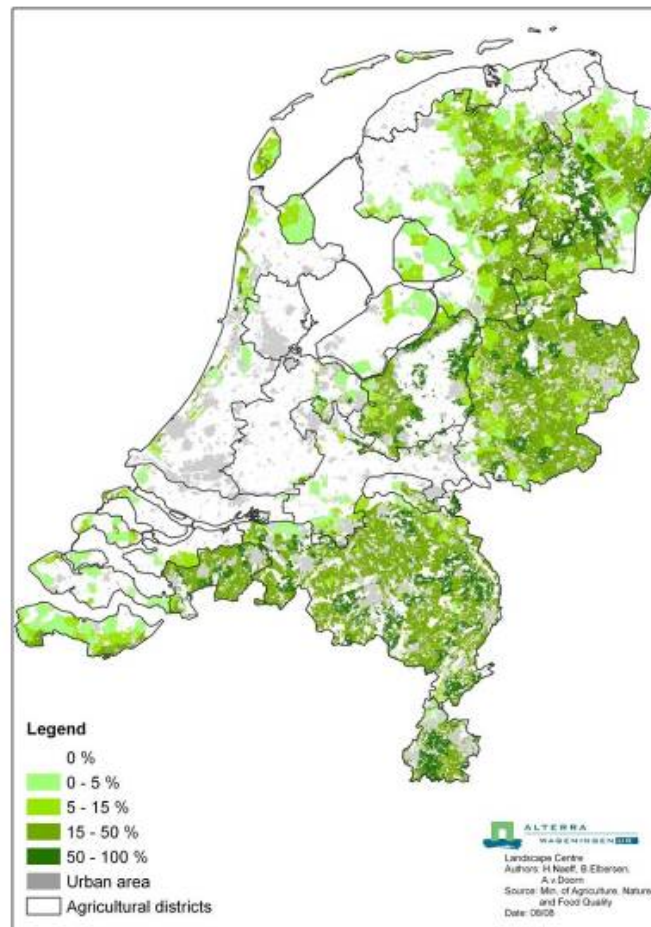 Legend
0 %
0 - 5 %
5 - 15 %
15 - 50 %
50 - 100 %
Urban area
Agricultural districts
ALTERRA
WAGENINGEN UR
Landscape Centre
Authors: H.Naeff, B.Elbersen,
A.v.Doorn
Source: Min. of Agriculture, Nature
and Food Quality
Date: 08/08